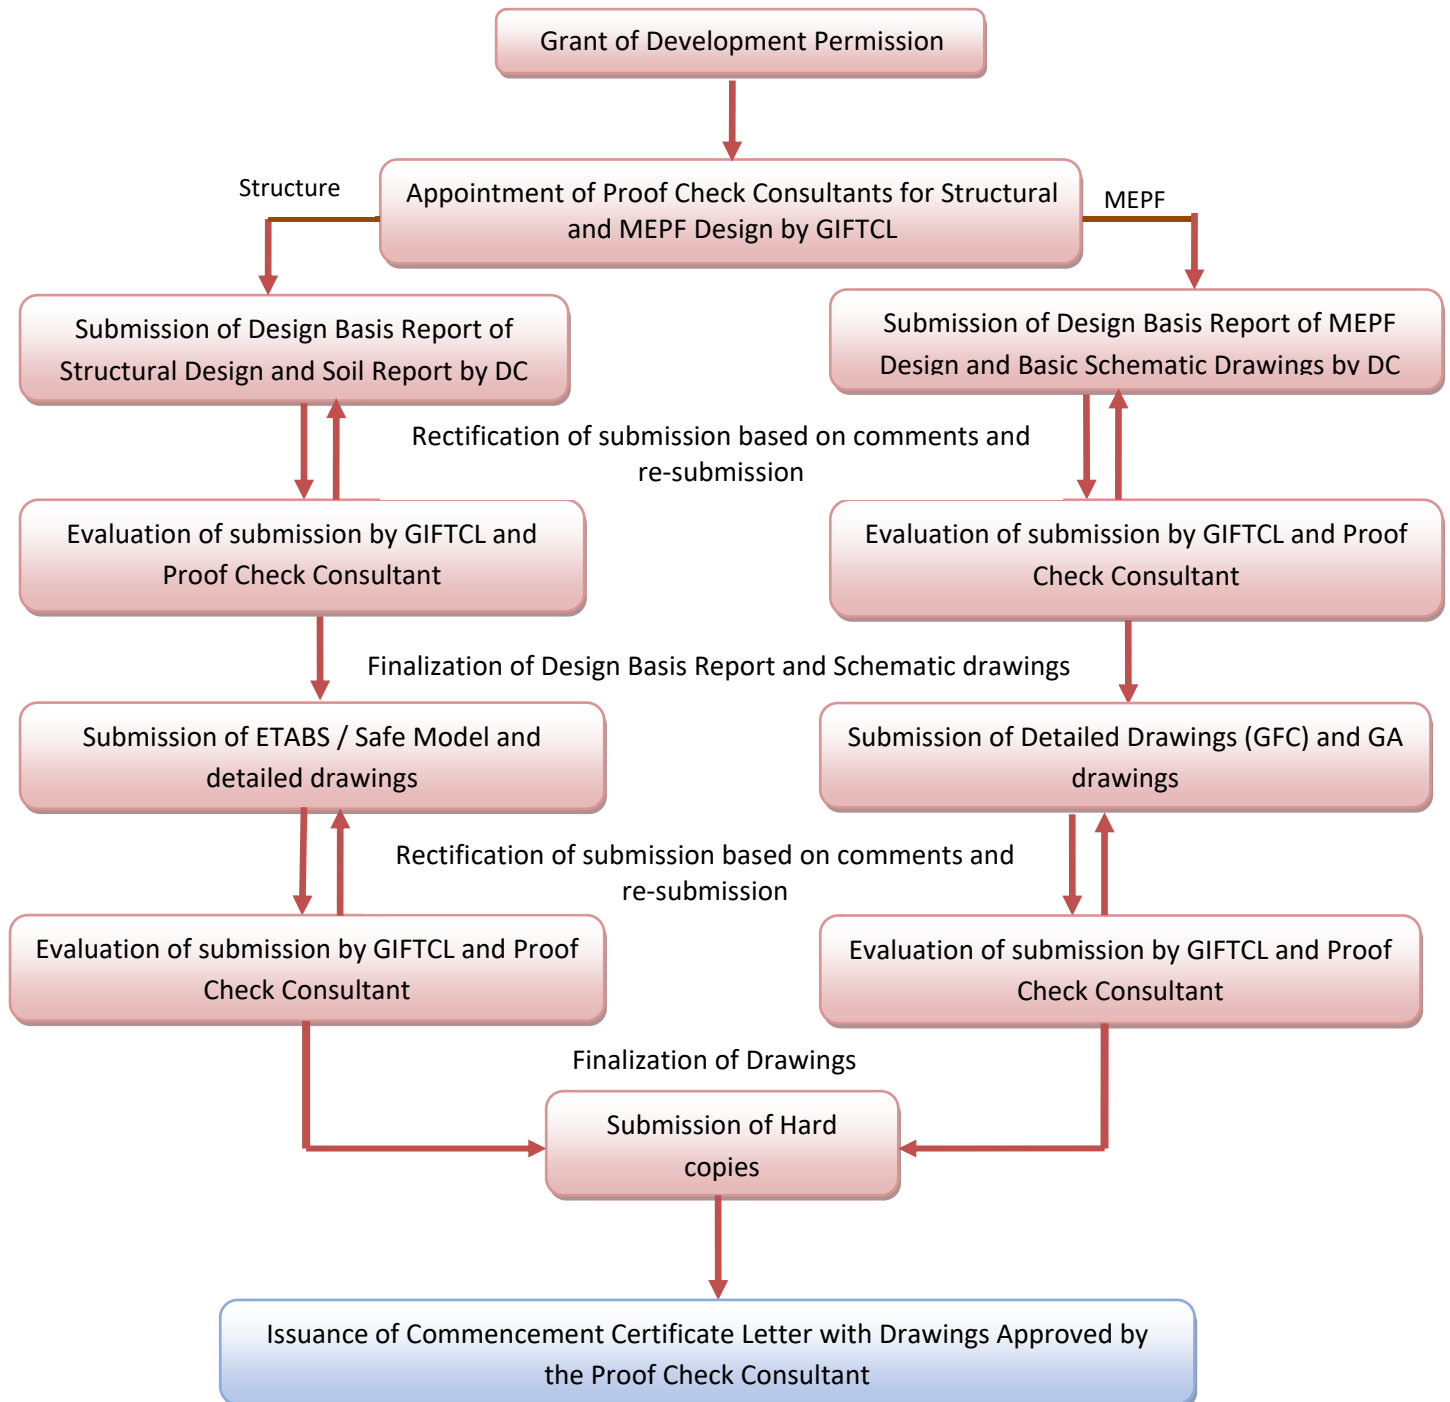 Grant of Development Permission
Structure
Appointment of Proof Check Consultants for Structural
and MEPF Design by GIFTCL
MEPF
Submission of Design Basis Report of
Structural Design and Soil Report by DC
Submission of Design Basis Report of MEPF
Design and Basic Schematic Drawings by DC
Rectification of submission based on comments and
re-submission
Evaluation of submission by GIFTCL and
Proof Check Consultant
Evaluation of submission by GIFTCL and Proof
Check Consultant
Finalization of Design Basis Report and Schematic drawings
Submission of ETABS / Safe Model and
detailed drawings
Submission of Detailed Drawings (GFC) and GA
drawings
Rectification of submission based on comments and
re-submission
Evaluation of submission by GIFTCL and Proof
Check Consultant
Evaluation of submission by GIFTCL and Proof
Check Consultant
Finalization of Drawings
Submission of Hard
copies
Issuance of Commencement Certificate Letter with Drawings Approved by
the Proof Check Consultant